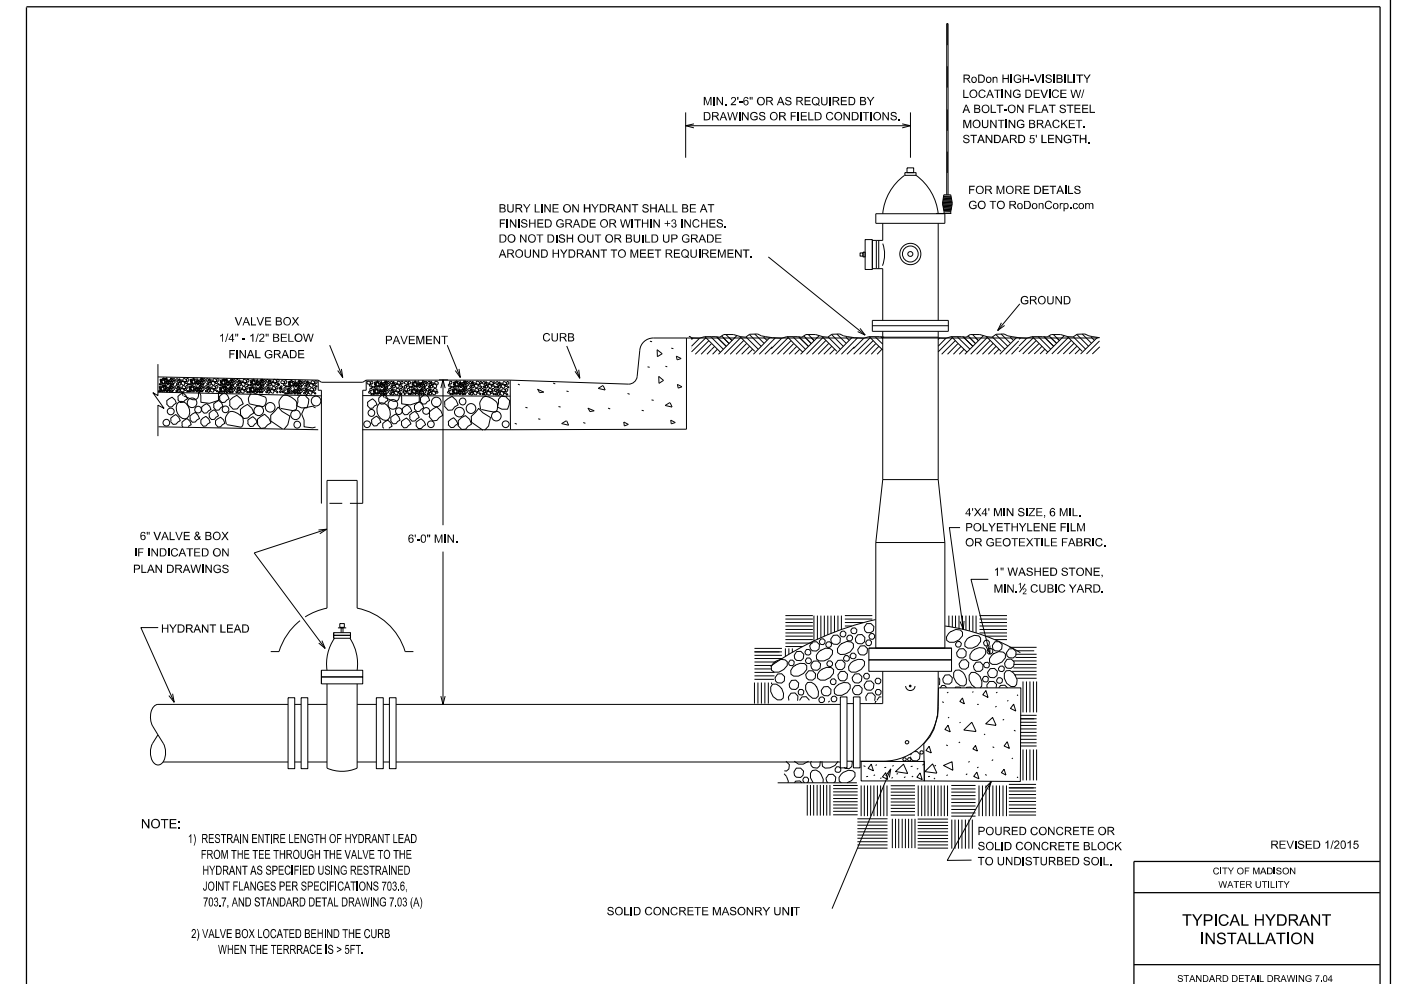 RoDon HIGH-VISIBILITY
LOCATING DEVICE W/
A BOLT-ON FLAT STEEL
MOUNTING BRACKET.
STANDARD 5' LENGTH.
FOR MORE DETAILS
GO TO RoDonCorp.com
MIN. 2'-6" OR AS REQUIRED BY
DRAWINGS OR FIELD CONDITIONS.
BURY LINE ON HYDRANT SHALL BE AT
FINISHED GRADE OR WITHIN +3 INCHES.
DO NOT DISH OUT OR BUILD UP GRADE
AROUND HYDRANT TO MEET REQUIREMENT.
GROUND
VALVE BOX
1/4" - 1/2" BELOW
FINAL GRADE
PAVEMENT
CURB
6" VALVE & BOX
IF INDICATED ON
PLAN DRAWINGS
6'-0" MIN.
4'X4' MIN SIZE, 6 MIL.
POLYETHYLENE FILM
OR GEOTEXTILE FABRIC.
1" WASHED STONE,
MIN.½ CUBIC YARD.
HYDRANT LEAD
NOTE:
1) RESTRAIN ENTIRE LENGTH OF HYDRANT LEAD
FROM THE TEE THROUGH THE VALVE TO THE
HYDRANT AS SPECIFIED USING RESTRAINED
JOINT FLANGES PER SPECIFICATIONS 703.6,
703.7, AND STANDARD DETAL DRAWING 7.03 (A)
2) VALVE BOX LOCATED BEHIND THE CURB
WHEN THE TERRRACE IS > 5FT.
SOLID CONCRETE MASONRY UNIT
POURED CONCRETE OR
SOLID CONCRETE BLOCK
TO UNDISTURBED SOIL.
REVISED 1/2015
CITY OF MADISON
WATER UTILITY
TYPICAL HYDRANT
INSTALLATION
STANDARD DETAIL DRAWING 7.04